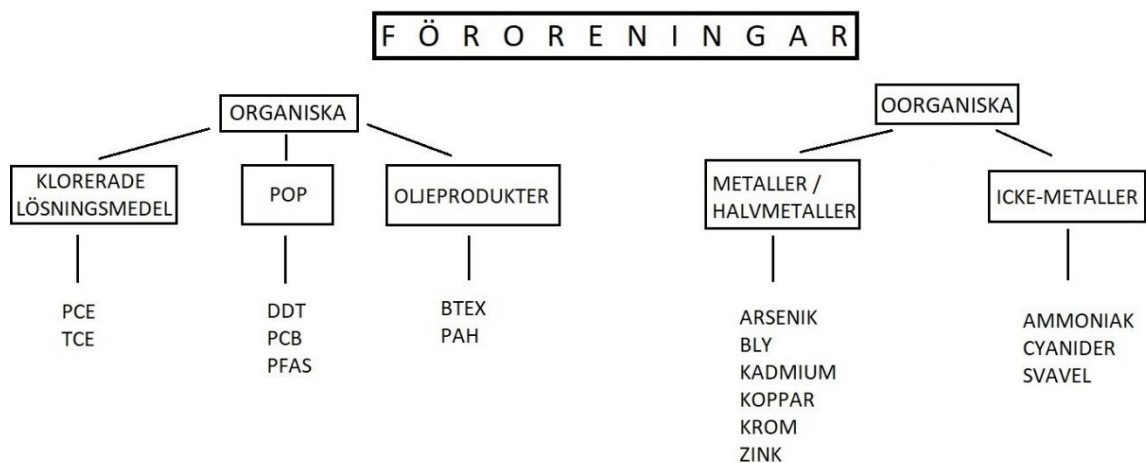 FÖRORENINGAR
ORGANISKA
OORGANISKA
KLORERADE
LÖSNINGSMEDEL
POP
OLJEPRODUKTER
METALLER /
HALVMETALLER
ICKE-METALLER
PCE
TCE
DDT
PCB
PFAS
BTEX
PAH
ARSENIK
BLY
KADMIUM
KOPPAR
KROM
ZINK
AMMONIAK
CYANIDER
SVAVEL